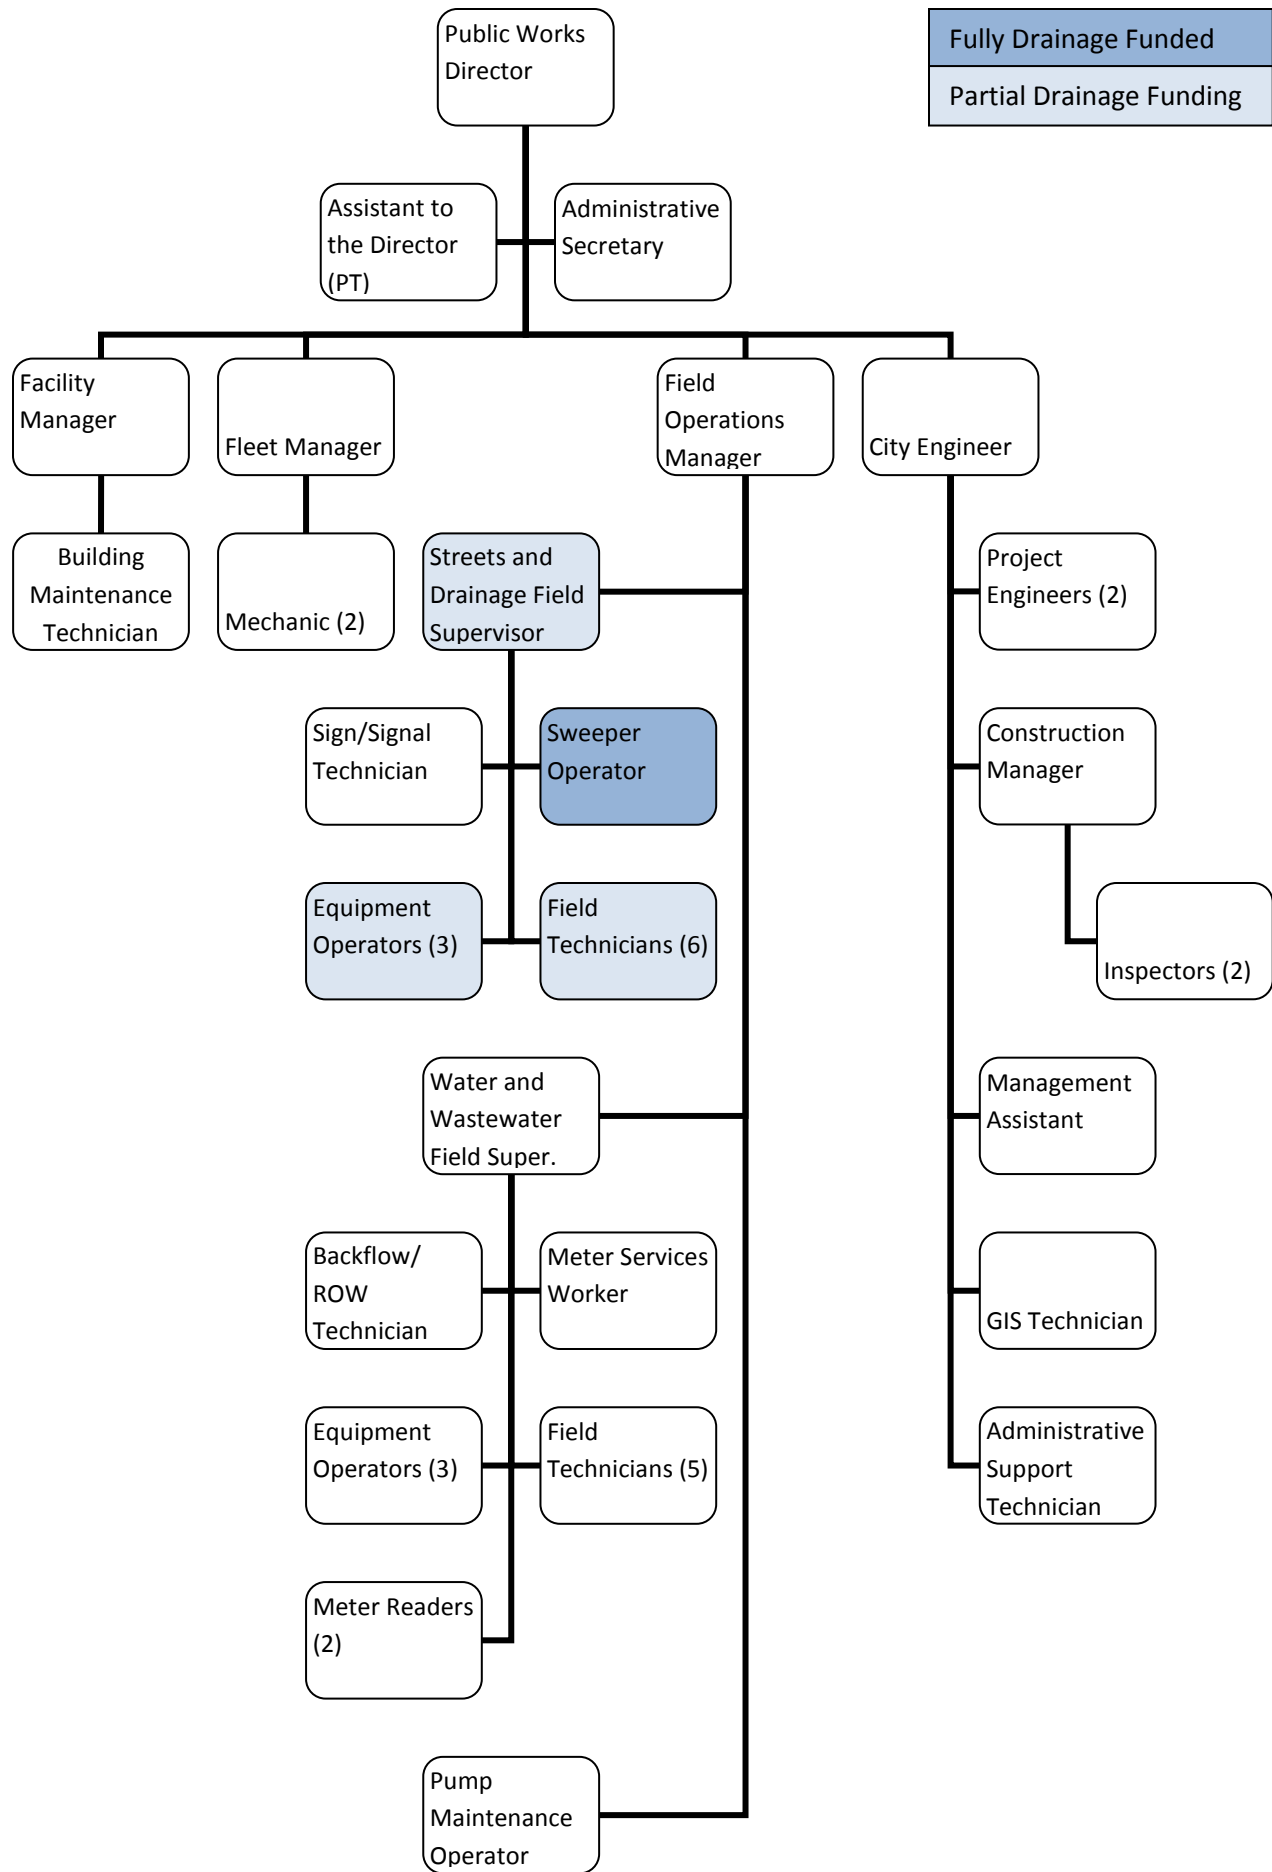 Public Works
Director
Fully Drainage Funded
Partial Drainage Funding
Assistant to
the Director
(PT)
Administrative
Secretary
Facility
Manager
Fleet Manager
Field
Operations
Manager
City Engineer
Building
Maintenance
Technician
Mechanic (2)
Streets and
Drainage Field
Supervisor
Project
Engineers (2)
Sign/Signal
Technician
Sweeper
Operator
Construction
Manager
Equipment
Operators (3)
Field
Technicians (6)
Inspectors (2)
Water and
Wastewater
Field Super.
Management
Assistant
Backflow/
ROW
Technician
Meter Services
Worker
GIS Technician
Equipment
Operators (3)
Field
Technicians (5)
Administrative
Support
Technician
Meter Readers
(2)
Pump
Maintenance
Operator